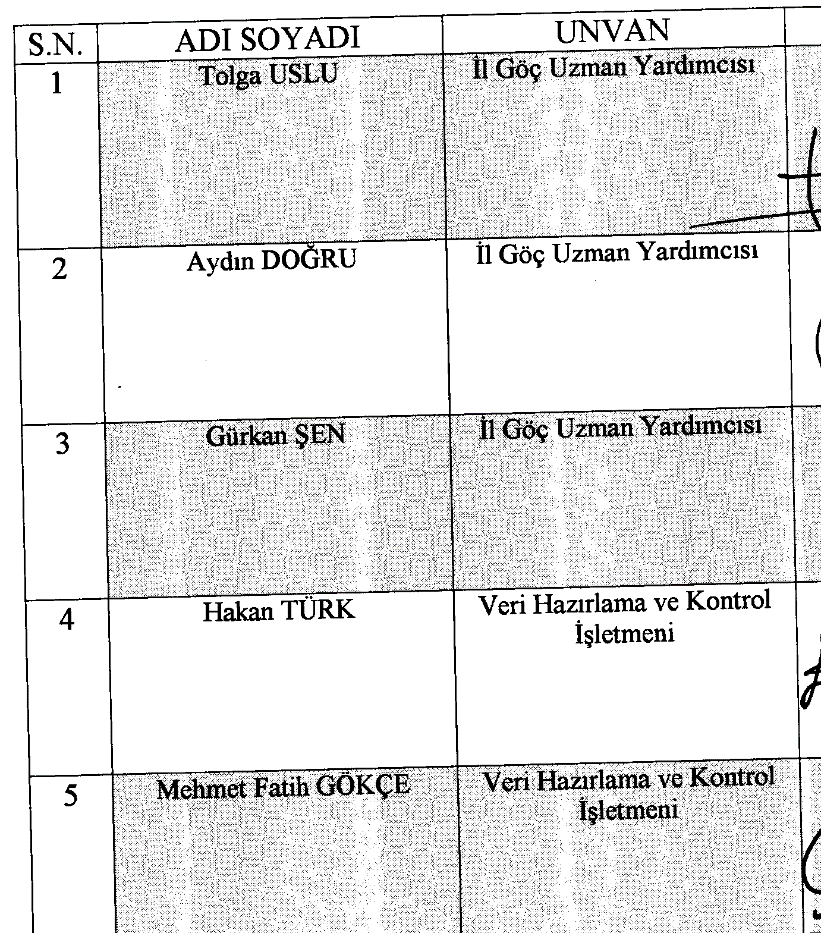 S.N. ADI SOYADI UNVAN
1 Tolga USLU İl Göç Uzman Yardımcısı
2 Aydın DOĞRU İl Göç Uzman Yardımcısı
3 Gürkan ŞEN İl Göç Uzman Yardımcısı
4 Hakan TÜRK Veri Hazırlama ve Kontrol
İşletmeni
5 Mehmet Fatih GÖKÇE Veri Hazırlama ve Kontrol
İşletmeni